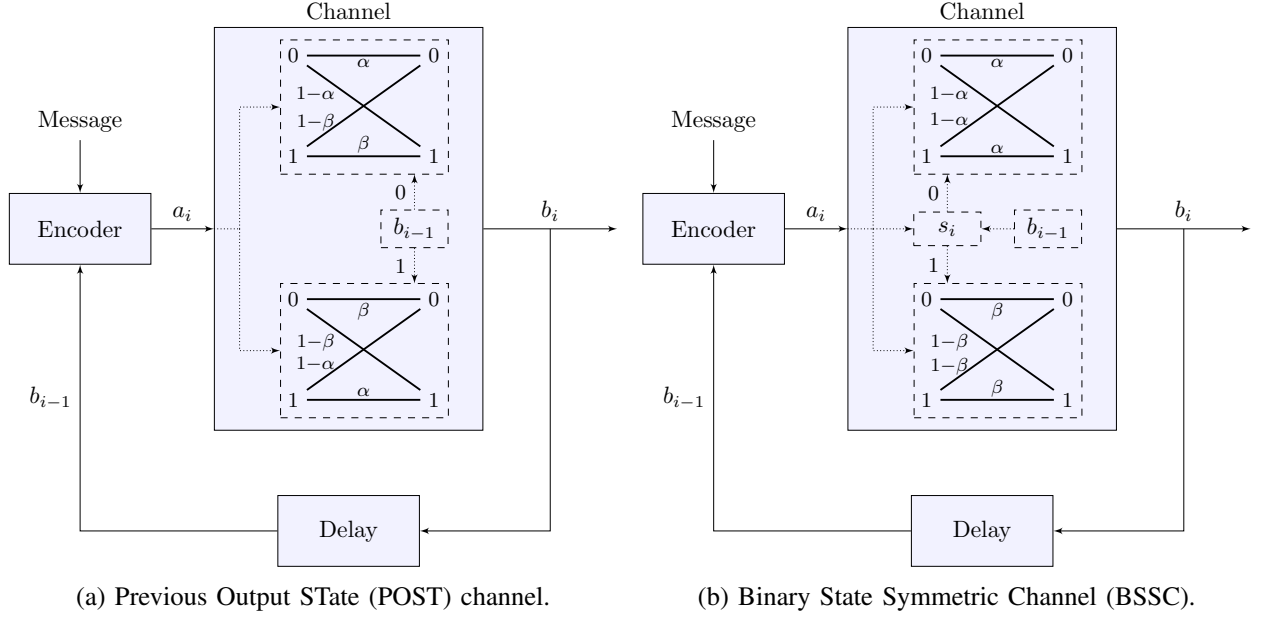 Channel
0 0
α
1−α
1−β
β
1 1
Message
0
Encoder
a_i
b_{i−1}
b_i
1
0 0
β
1−β
1−α
α
1 1
b_{i−1}
Delay
(a) Previous Output STate (POST) channel.
Channel
0 0
α
1−α
1−α
α
1 1
Message
0
Encoder
a_i
s_i
b_{i−1}
b_i
1
0 0
β
1−β
1−β
β
1 1
b_{i−1}
Delay
(b) Binary State Symmetric Channel (BSSC).